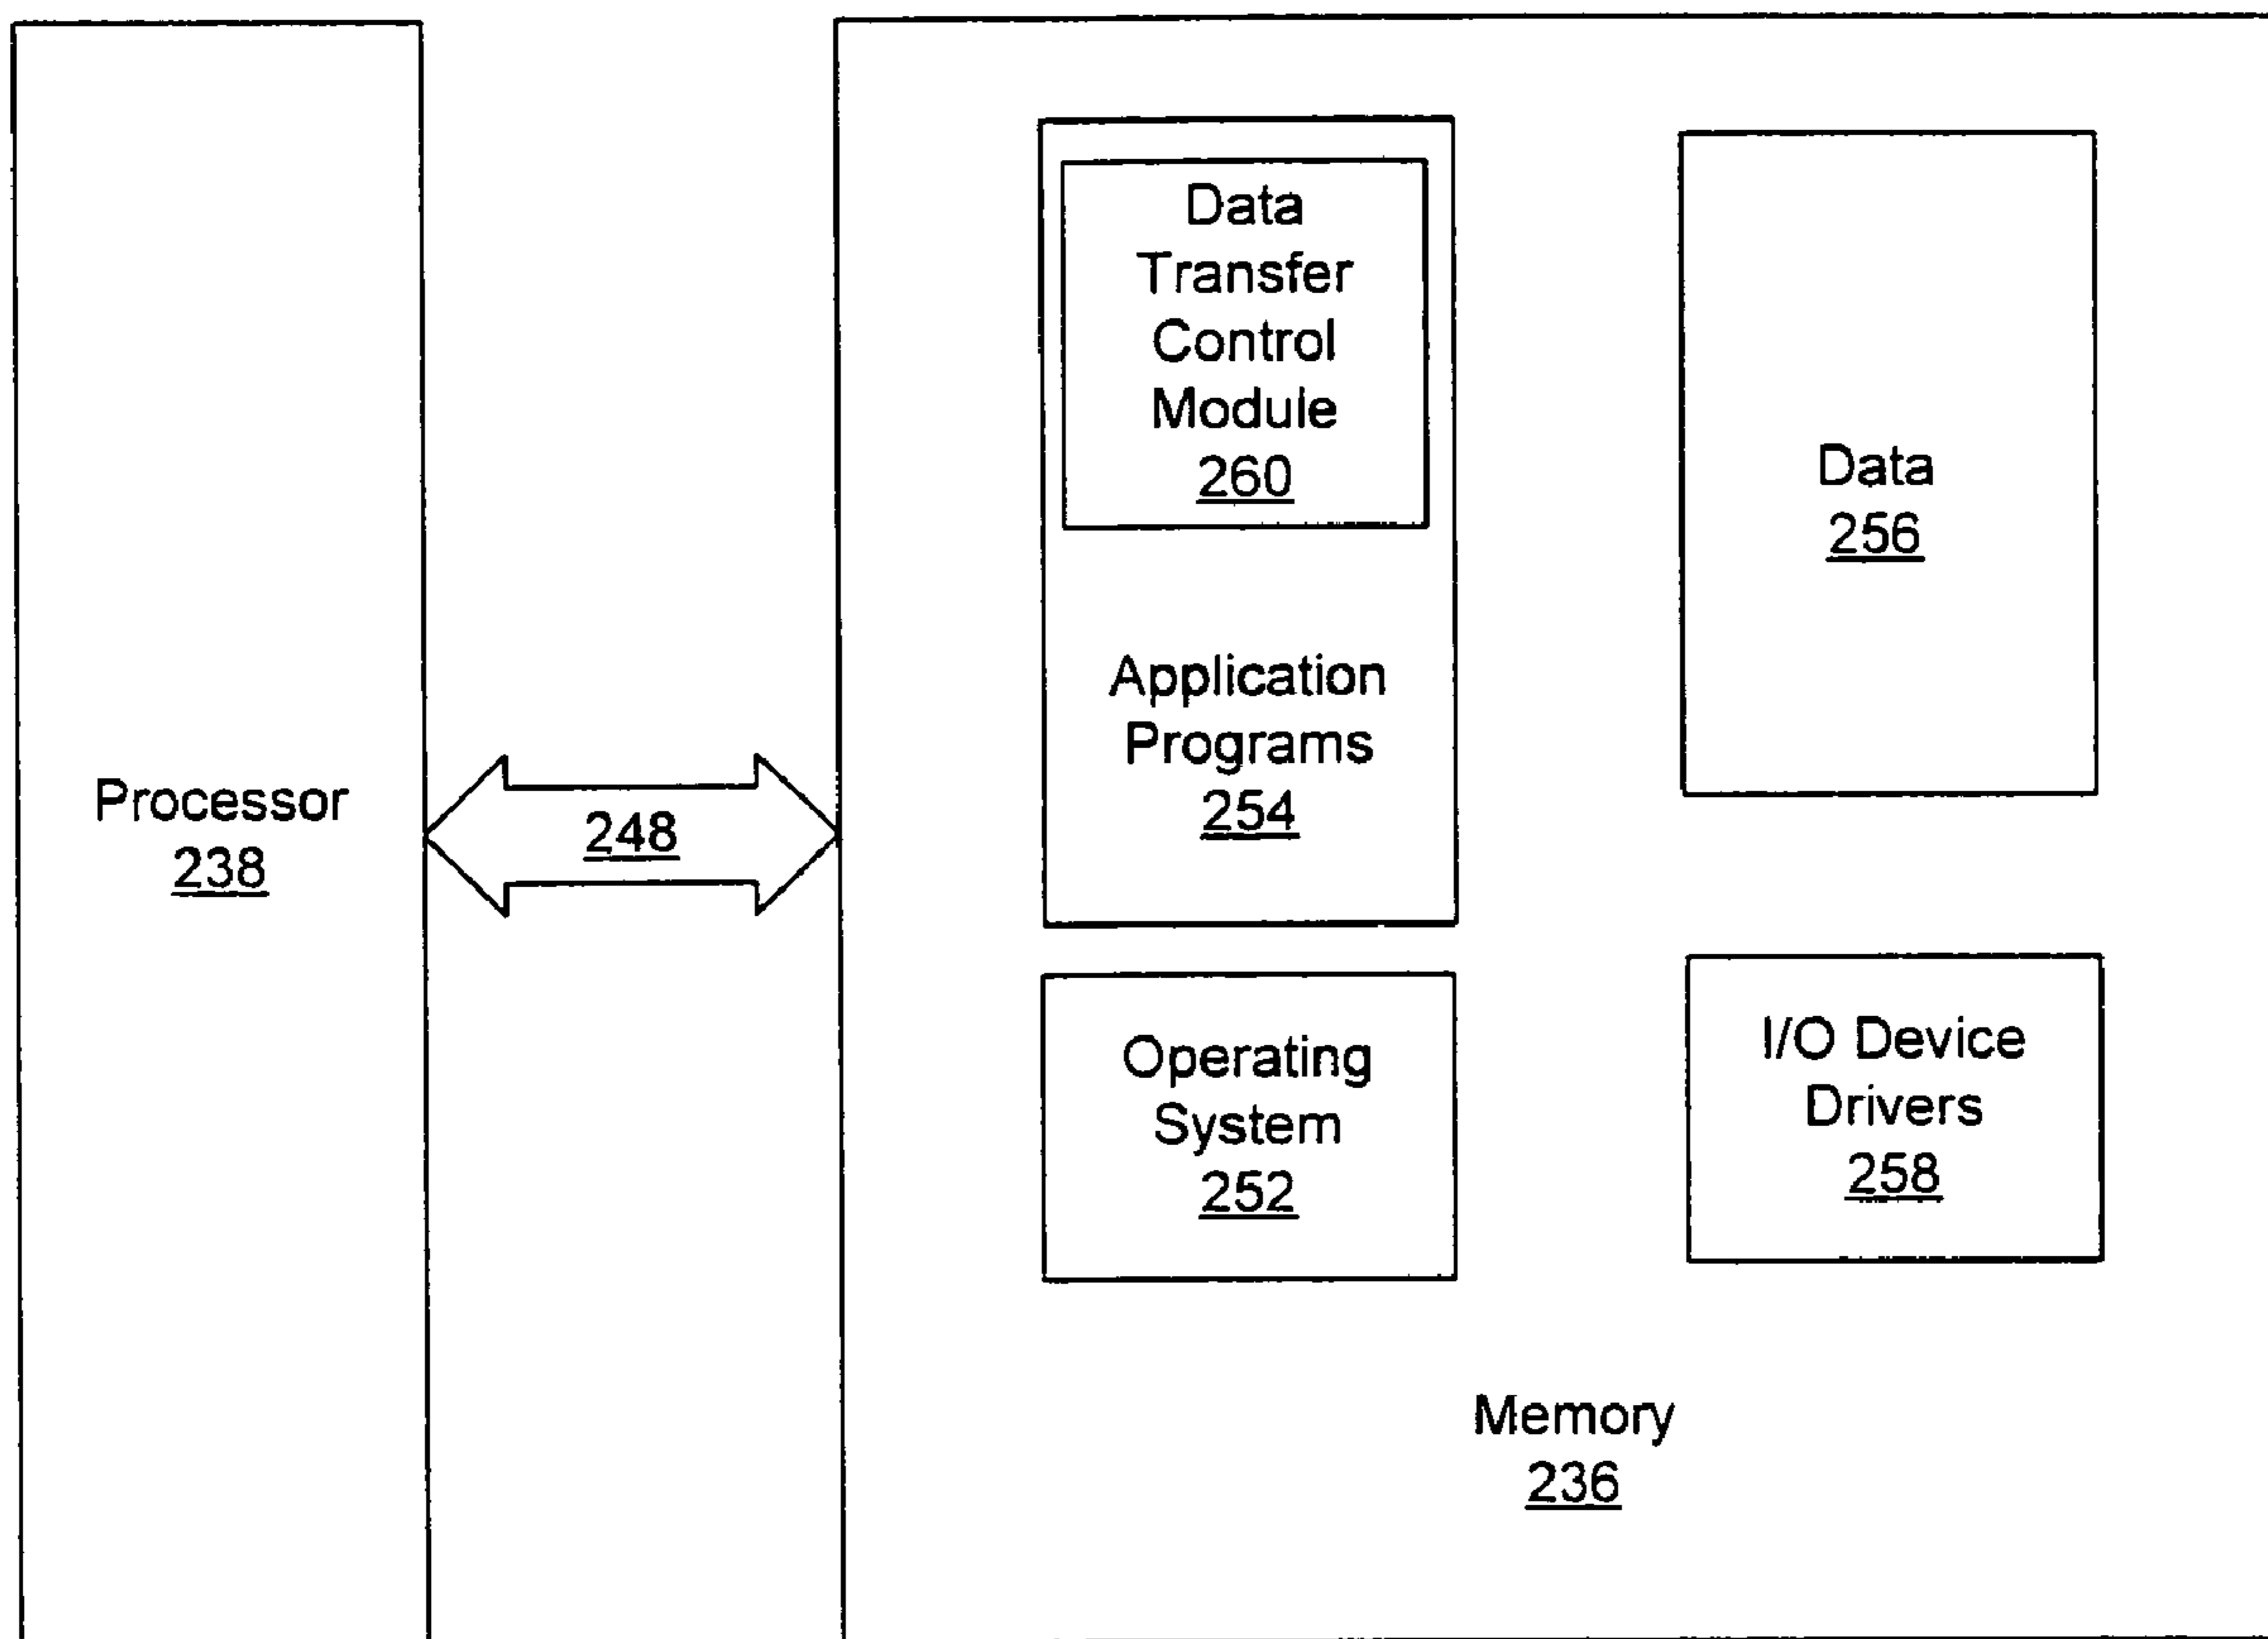 Processor
238
248
Data
Transfer
Control
Module
260
Application
Programs
254
Data
256
Operating
System
252
I/O Device
Drivers
258
Memory
236